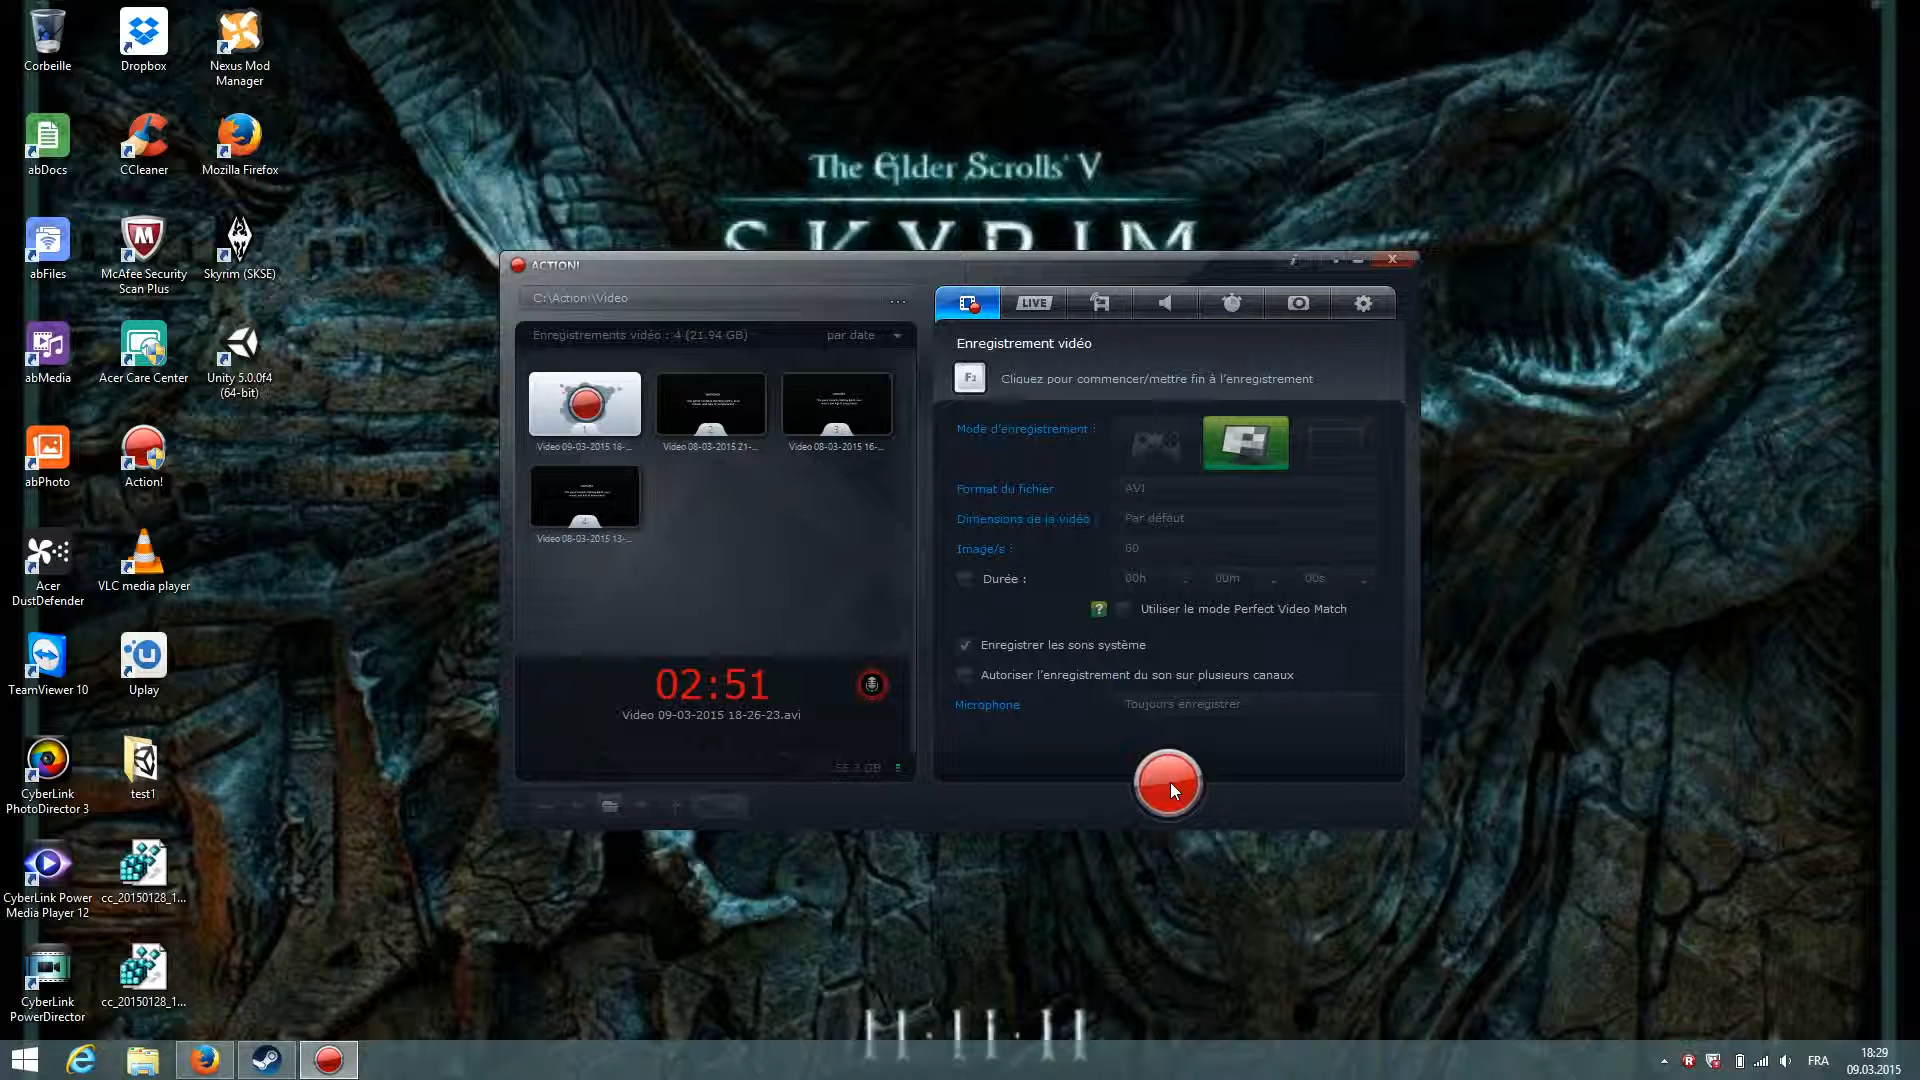 Corbeille
Dropbox
Nexus Mod
Manager
abDocs
CCleaner
Mozilla Firefox
abFiles
McAfee Security
Scan Plus
Skyrim (SKSE)
abMedia
Acer Care Center
Unity 5.0.0f4
(64-bit)
abPhoto
Action!
Acer
DustDefender
VLC media player
TeamViewer 10
Uplay
CyberLink
PhotoDirector 3
test1
CyberLink Power
Media Player 12
cc_20150128_1...
CyberLink
PowerDirector
cc_20150128_1...
The Elder Scrolls V
SKYRIM
ACTION!
C:\Action!\Video
...
Enregistrements vidéo : 4 (21.94 GB)
par date
1
2
3
Video 09-03-2015 18-...
Video 08-03-2015 21-...
Video 08-03-2015 16-...
4
Video 08-03-2015 13-...
02:51
Video 09-03-2015 18-26-23.avi
LIVE
Enregistrement vidéo
F2
Cliquez pour commencer/mettre fin à l'enregistrement
Mode d'enregistrement :
Format du fichier
AVI
Dimensions de la vidéo
Par défaut
Image/s :
60
Durée :
00h
00m
00s
?
Utiliser le mode Perfect Video Match
Enregistrer les sons système
Autoriser l'enregistrement du son sur plusieurs canaux
Microphone
Toujours enregistrer
11.11.11
FRA
18:29
09.03.2015